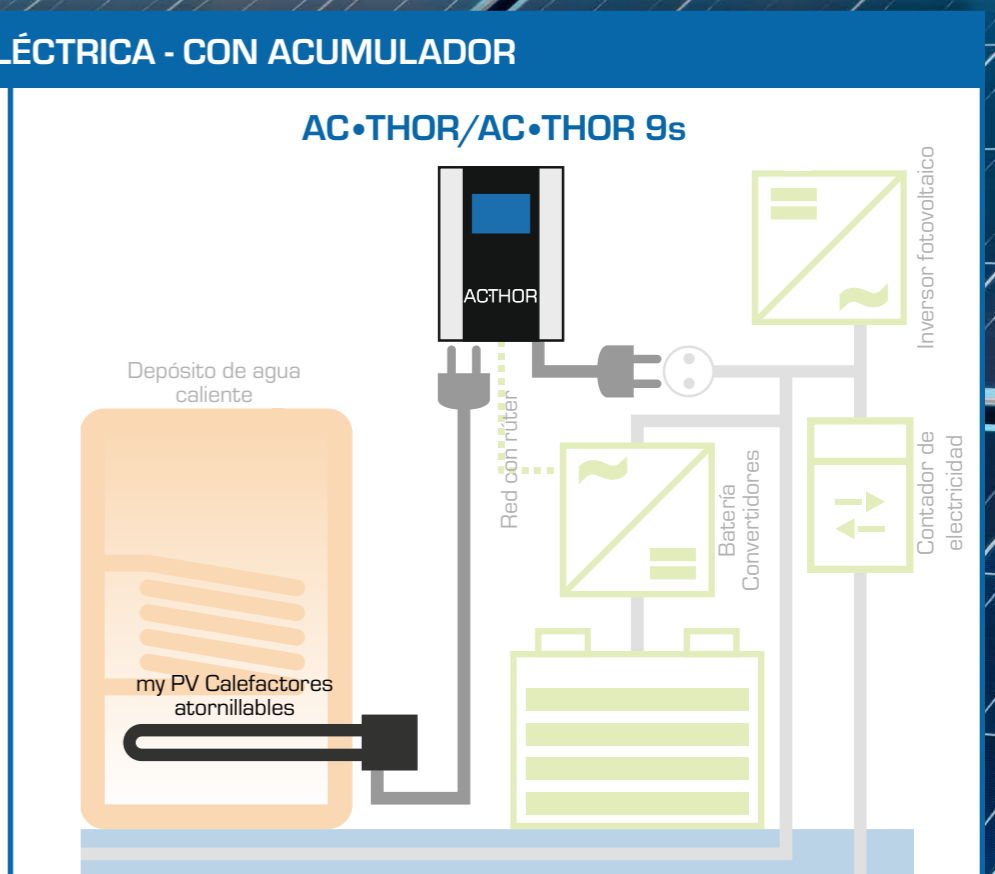 LÉCTRICA - CON ACUMULADOR
AC•THOR/AC•THOR 9s
ACTHOR
Inversor fotovoltaico
Depósito de agua
caliente
Red con rúter
Batería
Convertidores
Contador de
electricidad
my PV Calefactores
atornillables